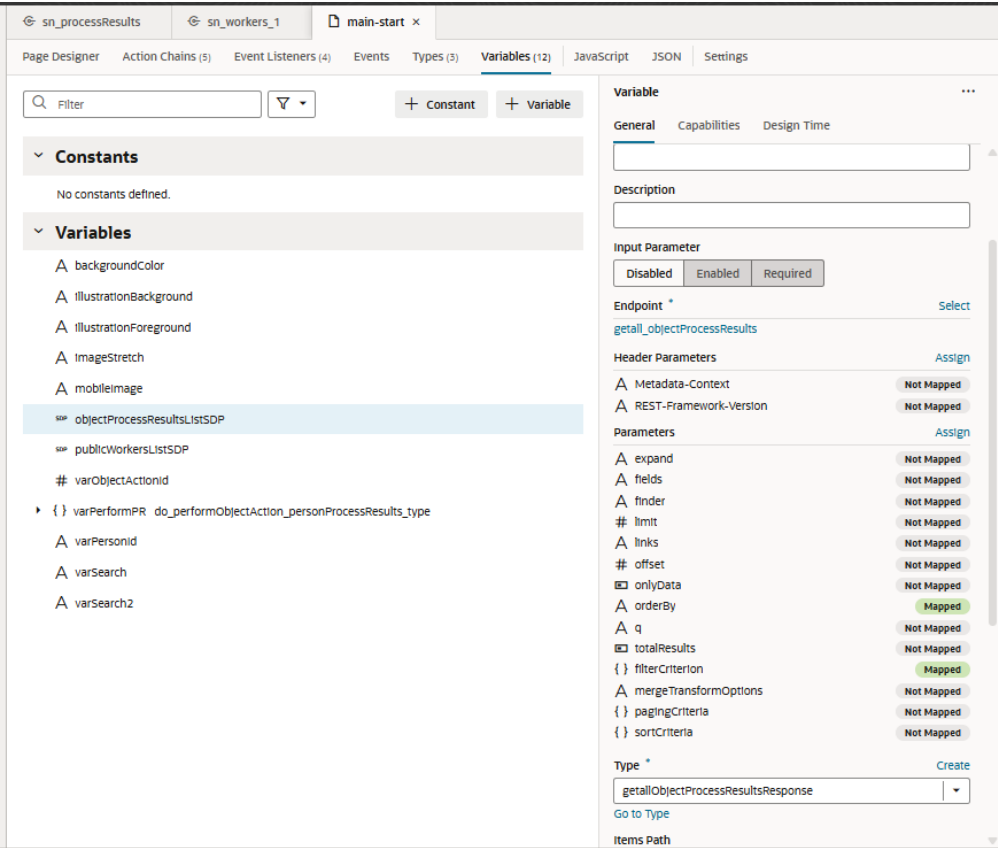 sn_processResults sn_workers_1 main-start ×
Page Designer Action Chains (5) Event Listeners (4) Events Types (3) Variables (12) JavaScript JSON Settings
Filter
+ Constant + Variable
Constants
No constants defined.
Variables
A backgroundColor
A illustrationBackground
A illustrationForeground
A imageStretch
A mobileImage
SDP objectProcessResultsListSDP
SDP publicWorkersListSDP
# varObjectActionId
{ } varPerformPR do_performObjectAction_personProcessResults_type
A varPersonId
A varSearch
A varSearch2
Variable ...
General Capabilities Design Time
Description
Input Parameter
Disabled Enabled Required
Endpoint * Select
getall_objectProcessResults
Header Parameters Assign
A Metadata-Context Not Mapped
A REST-Framework-Version Not Mapped
Parameters Assign
A expand Not Mapped
A fields Not Mapped
A finder Not Mapped
# limit Not Mapped
A links Not Mapped
# offset Not Mapped
onlyData Not Mapped
A orderBy Mapped
A q Not Mapped
totalResults Not Mapped
{ } filterCriterion Mapped
A mergeTransformOptions Not Mapped
{ } pagingCriteria Not Mapped
{ } sortCriteria Not Mapped
Type * Create
getallObjectProcessResultsResponse
Go to Type
Items Path